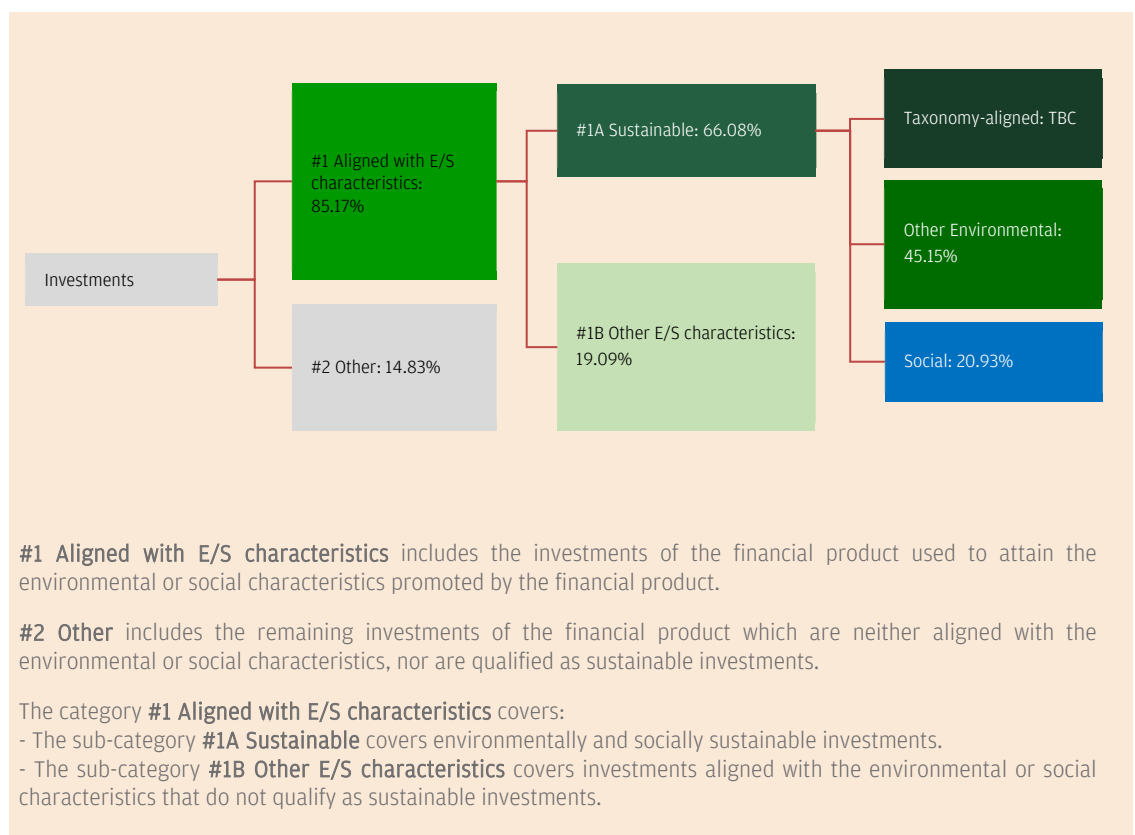 Investments
#1 Aligned with E/S
characteristics:
85.17%
#2 Other: 14.83%
#1A Sustainable: 66.08%
#1B Other E/S characteristics:
19.09%
Taxonomy-aligned: TBC
Other Environmental:
45.15%
Social: 20.93%
#1 Aligned with E/S characteristics includes the investments of the financial product used to attain the
environmental or social characteristics promoted by the financial product.
#2 Other includes the remaining investments of the financial product which are neither aligned with the
environmental or social characteristics, nor are qualified as sustainable investments.
The category #1 Aligned with E/S characteristics covers:
- The sub-category #1A Sustainable covers environmentally and socially sustainable investments.
- The sub-category #1B Other E/S characteristics covers investments aligned with the environmental or social
characteristics that do not qualify as sustainable investments.